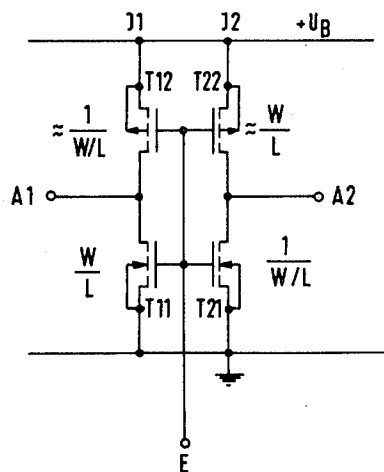 J1 J2 +U_B
T12 T22
≈ 1/W/L ≈ W/L
A1 A2
W/L 1/W/L
T11 T21
E